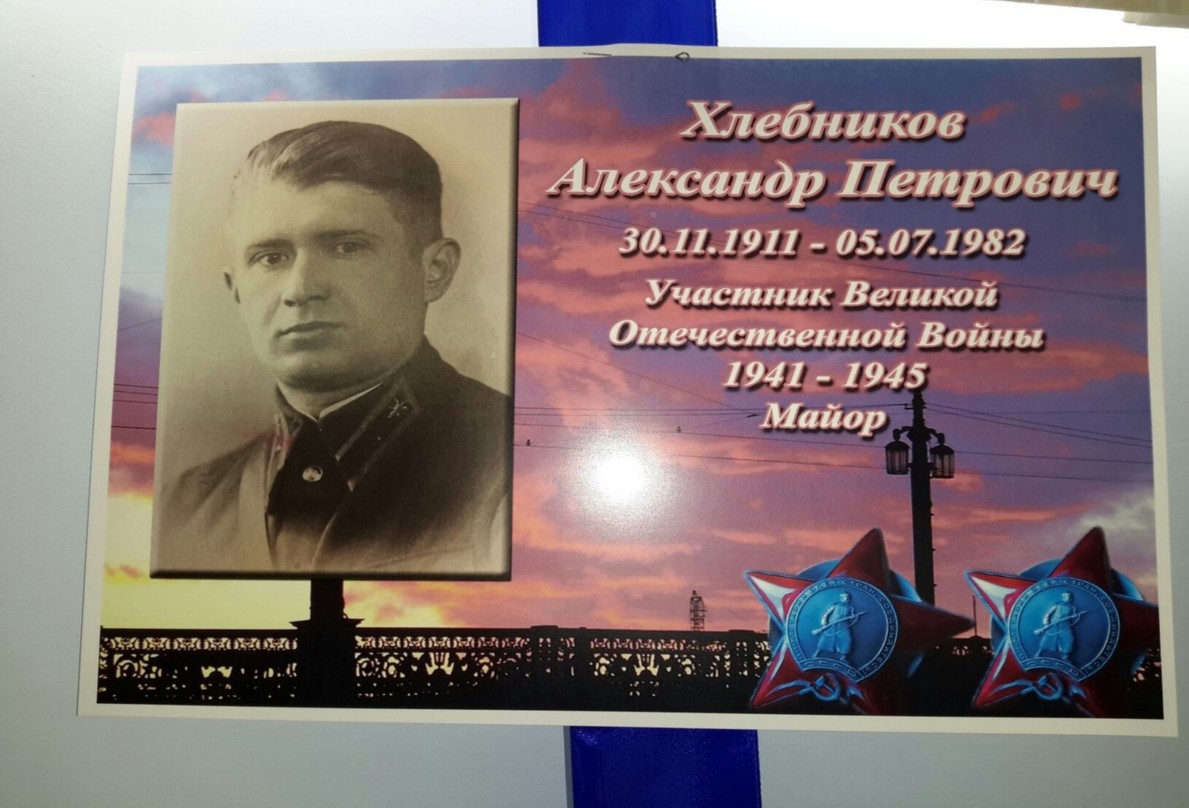 Хлебников
Александр Петрович
30.11.1911 - 05.07.1982
Участник Великой
Отечественной Войны
1941 - 1945
Майор